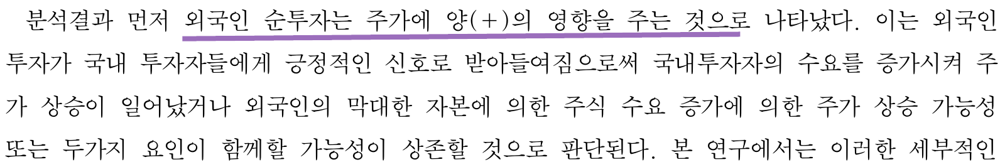 분석결과 먼저 외국인 순투자는 주가에 양(+)의 영향을 주는 것으로 나타났다. 이는 외국인
투자가 국내 투자자들에게 긍정적인 신호로 받아들여짐으로써 국내투자자의 수요를 증가시켜 주
가 상승이 일어났거나 외국인의 막대한 자본에 의한 주식 수요 증가에 의한 주가 상승 가능성
또는 두가지 요인이 함께할 가능성이 상존할 것으로 판단된다. 본 연구에서는 이러한 세부적인